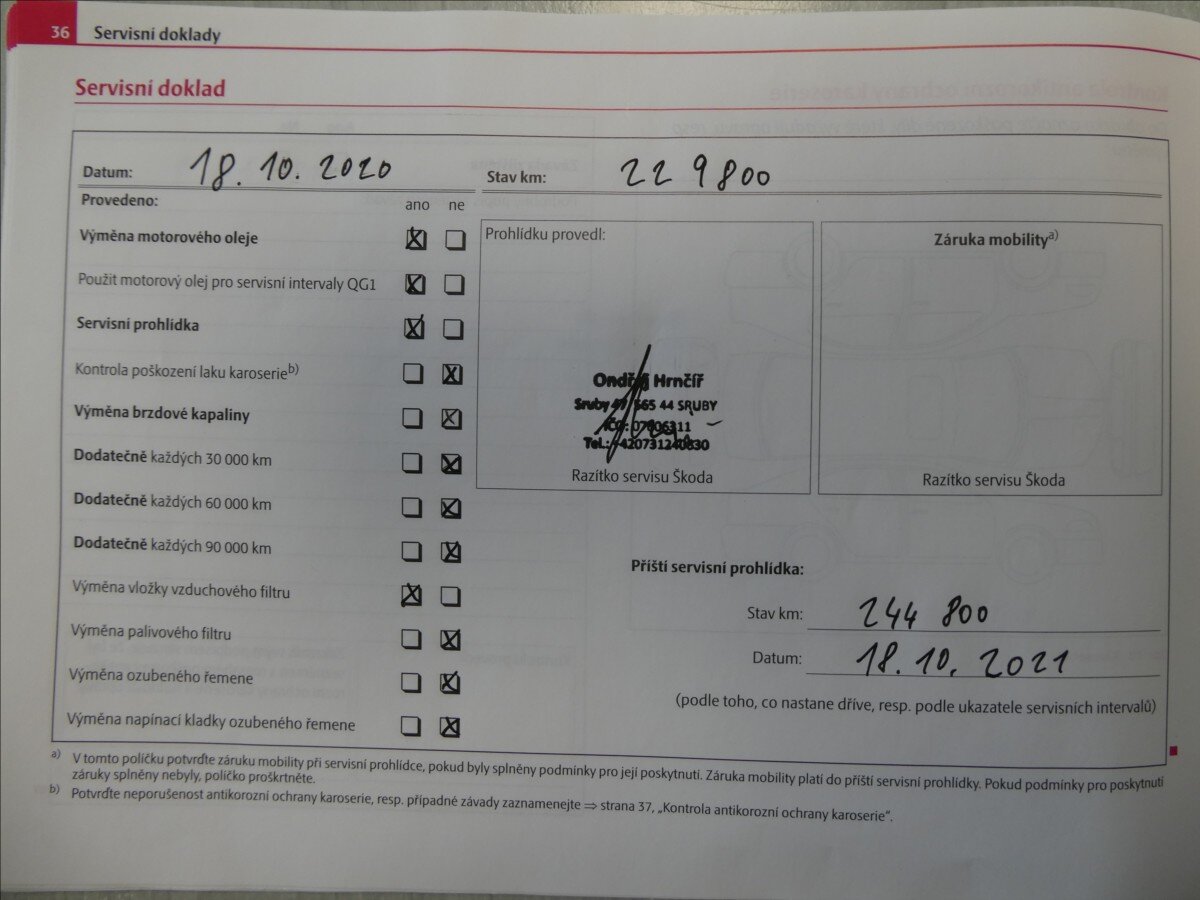 36 Servisní doklady
Servisní doklad
Datum: 18. 10. 2020 Stav km: 229800
Provedeno: ano ne
Výměna motorového oleje
Použit motorový olej pro servisní intervaly QG1
Servisní prohlídka
Kontrola poškození laku karoserie b)
Výměna brzdové kapaliny
Dodatečně každých 30 000 km
Dodatečně každých 60 000 km
Dodatečně každých 90 000 km
Výměna vložky vzduchového filtru
Výměna palivového filtru
Výměna ozubeného řemene
Výměna napínací kladky ozubeného řemene
Prohlídku provedl:
Ondřej Hrnčíř
Sruby 565 44 SRUBY
IČO:
Tel.:
Razítko servisu Škoda
Záruka mobility a)
Razítko servisu Škoda
Příští servisní prohlídka:
Stav km: 244 800
Datum: 18. 10. 2021
(podle toho, co nastane dříve, resp. podle ukazatele servisních intervalů)
a) V tomto políčku potvrďte záruku mobility při servisní prohlídce, pokud byly splněny podmínky pro její poskytnutí. Záruka mobility platí do příští servisní prohlídky. Pokud podmínky pro poskytnutí
záruky splněny nebyly, políčko proškrtněte.
b) Potvrďte neporušenost antikorozní ochrany karoserie, resp. případné závady zaznamenejte ⇒ strana 37, „Kontrola antikorozní ochrany karoserie“.